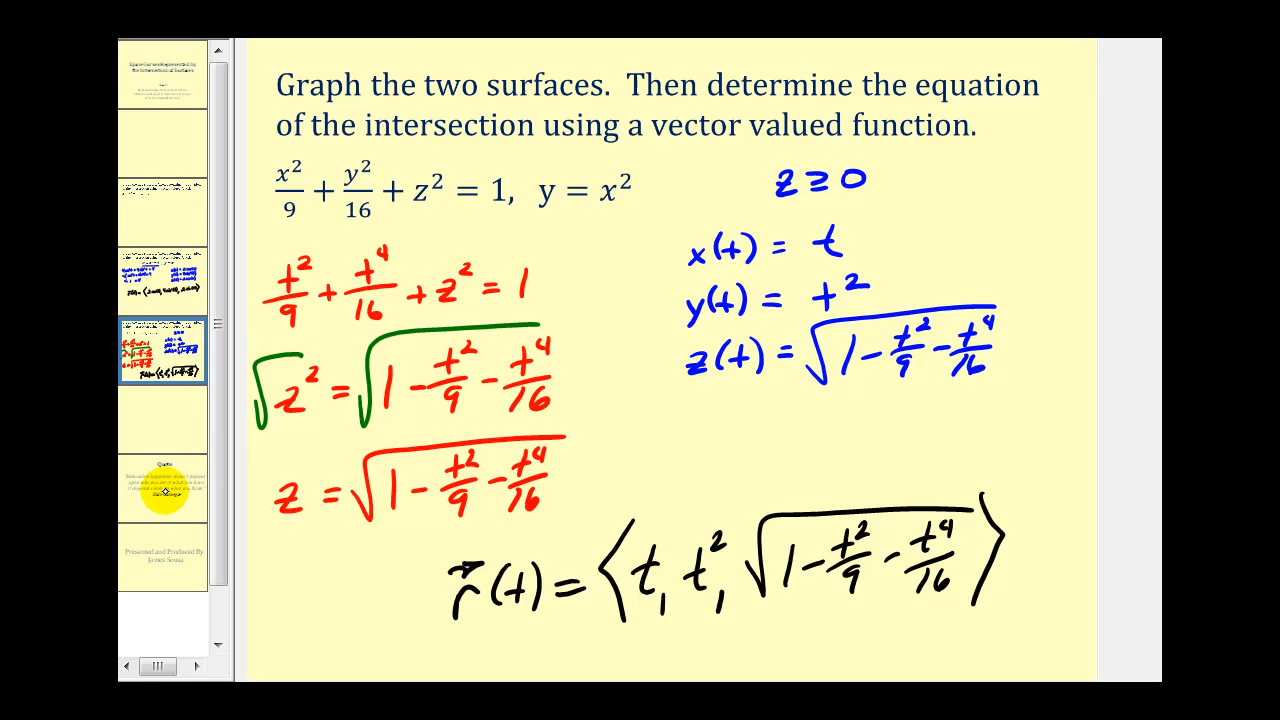 Graph the two surfaces. Then determine the equation
of the intersection using a vector valued function.
x²/9 + y²/16 + z² = 1, y = x²
z ≥ 0
t²/9 + t⁴/16 + z² = 1
√z² = √(1 - t²/9 - t⁴/16)
z = √(1 - t²/9 - t⁴/16)
x(t) = t
y(t) = t²
z(t) = √(1 - t²/9 - t⁴/16)
r⃗(t) = ⟨t, t², √(1 - t²/9 - t⁴/16)⟩
Quote
Presented and Produced By
James Sousa